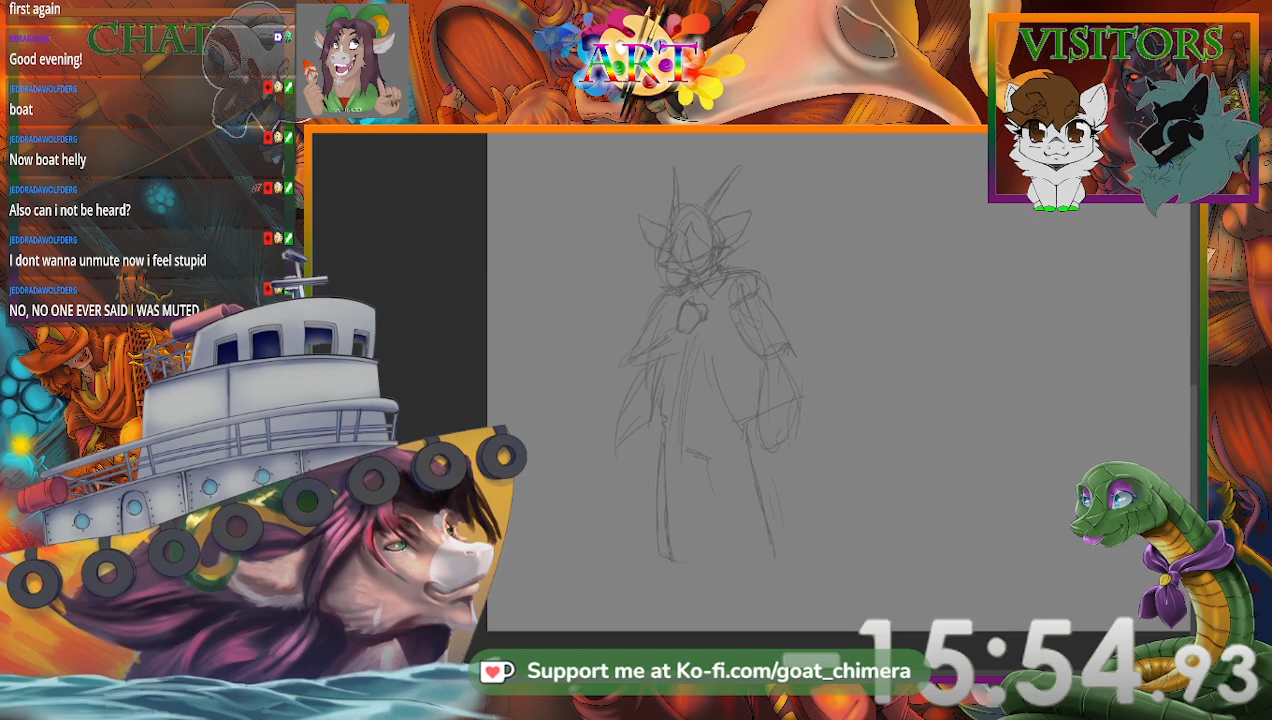 first again
CHAT
Good evening!
JEDDRADAWOLFDERG
boat
JEDDRADAWOLFDERG
Now boat helly
JEDDRADAWOLFDERG
Also can i not be heard?
JEDDRADAWOLFDERG
I dont wanna unmute now i feel stupid
JEDDRADAWOLFDERG
NO, NO ONE EVER SAID I WAS MUTED
ART
VISITORS
Support me at Ko-fi.com/goat_chimera
15:54.93